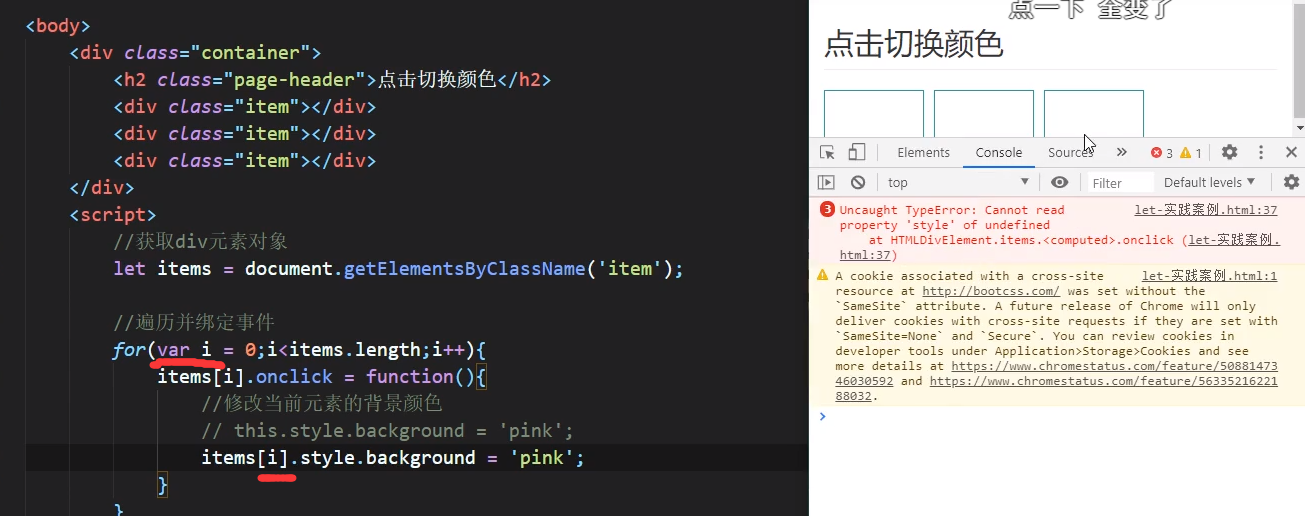 <body>
<div class="container">
<h2 class="page-header">点击切换颜色</h2>
<div class="item"></div>
<div class="item"></div>
<div class="item"></div>
</div>
<script>
//获取div元素对象
let items = document.getElementsByClassName('item');
//遍历并绑定事件
for(var i = 0;i<items.length;i++){
items[i].onclick = function(){
//修改当前元素的背景颜色
// this.style.background = 'pink';
items[i].style.background = 'pink';
}
}
点一下 全变了
点击切换颜色
Elements Console Sources » 3 1
top Filter Default levels
3 Uncaught TypeError: Cannot read let-实践案例.html:37
property 'style' of undefined
at HTMLDivElement.items.<computed>.onclick (let-实践案例.
html:37)
A cookie associated with a cross-site let-实践案例.html:1
resource at http://bootcss.com/ was set without the
`SameSite` attribute. A future release of Chrome will only
deliver cookies with cross-site requests if they are set with
`SameSite=None` and `Secure`. You can review cookies in
developer tools under Application>Storage>Cookies and see
more details at https://www.chromestatus.com/feature/50881473
46030592 and https://www.chromestatus.com/feature/56335216221
88032.